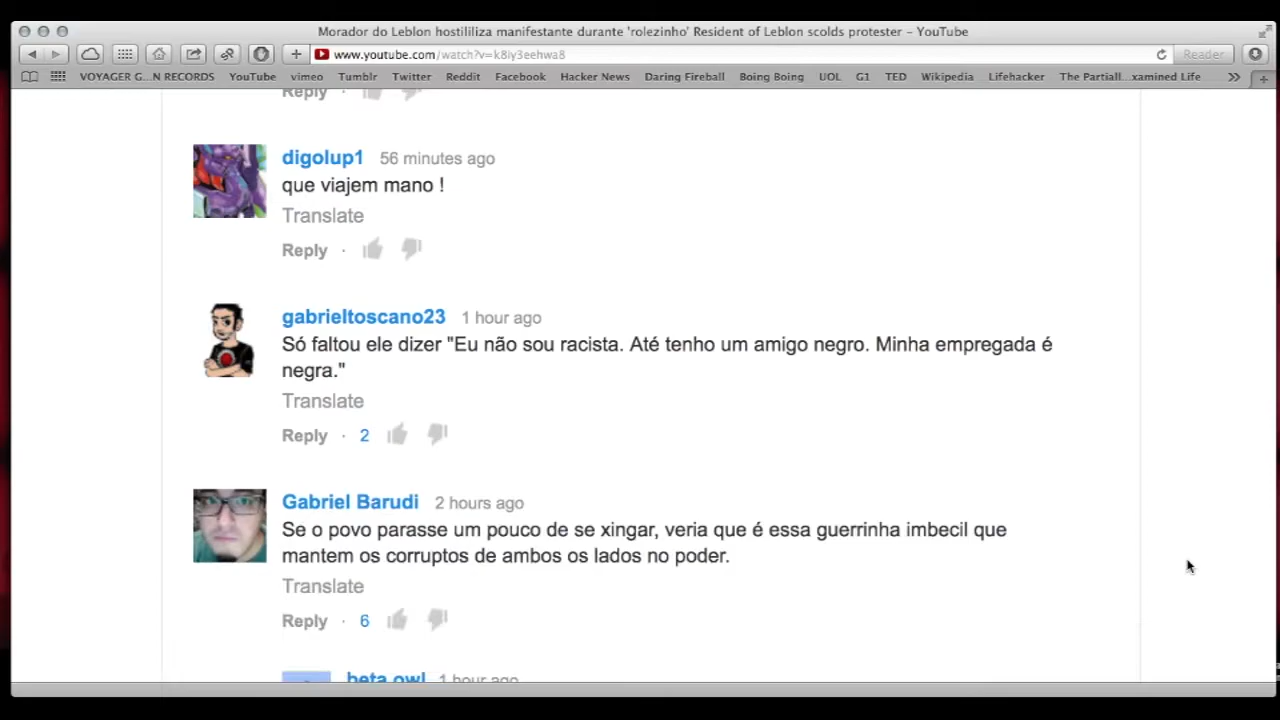 Morador do Leblon hostililiza manifestante durante 'rolezinho' Resident of Leblon scolds protester – YouTube
www.youtube.com/watch?v=k8iy3eehwa8
Reader
VOYAGER G...N RECORDS YouTube vimeo Tumblr Twitter Reddit Facebook Hacker News Daring Fireball Boing Boing UOL G1 TED Wikipedia Lifehacker The Partiall...xamined Life
Reply ·
digolup1 56 minutes ago
que viajem mano !
Translate
Reply ·
gabrieltoscano23 1 hour ago
Só faltou ele dizer "Eu não sou racista. Até tenho um amigo negro. Minha empregada é
negra."
Translate
Reply · 2
Gabriel Barudi 2 hours ago
Se o povo parasse um pouco de se xingar, veria que é essa guerrinha imbecil que
mantem os corruptos de ambos os lados no poder.
Translate
Reply · 6
beta owl 1 hour ago